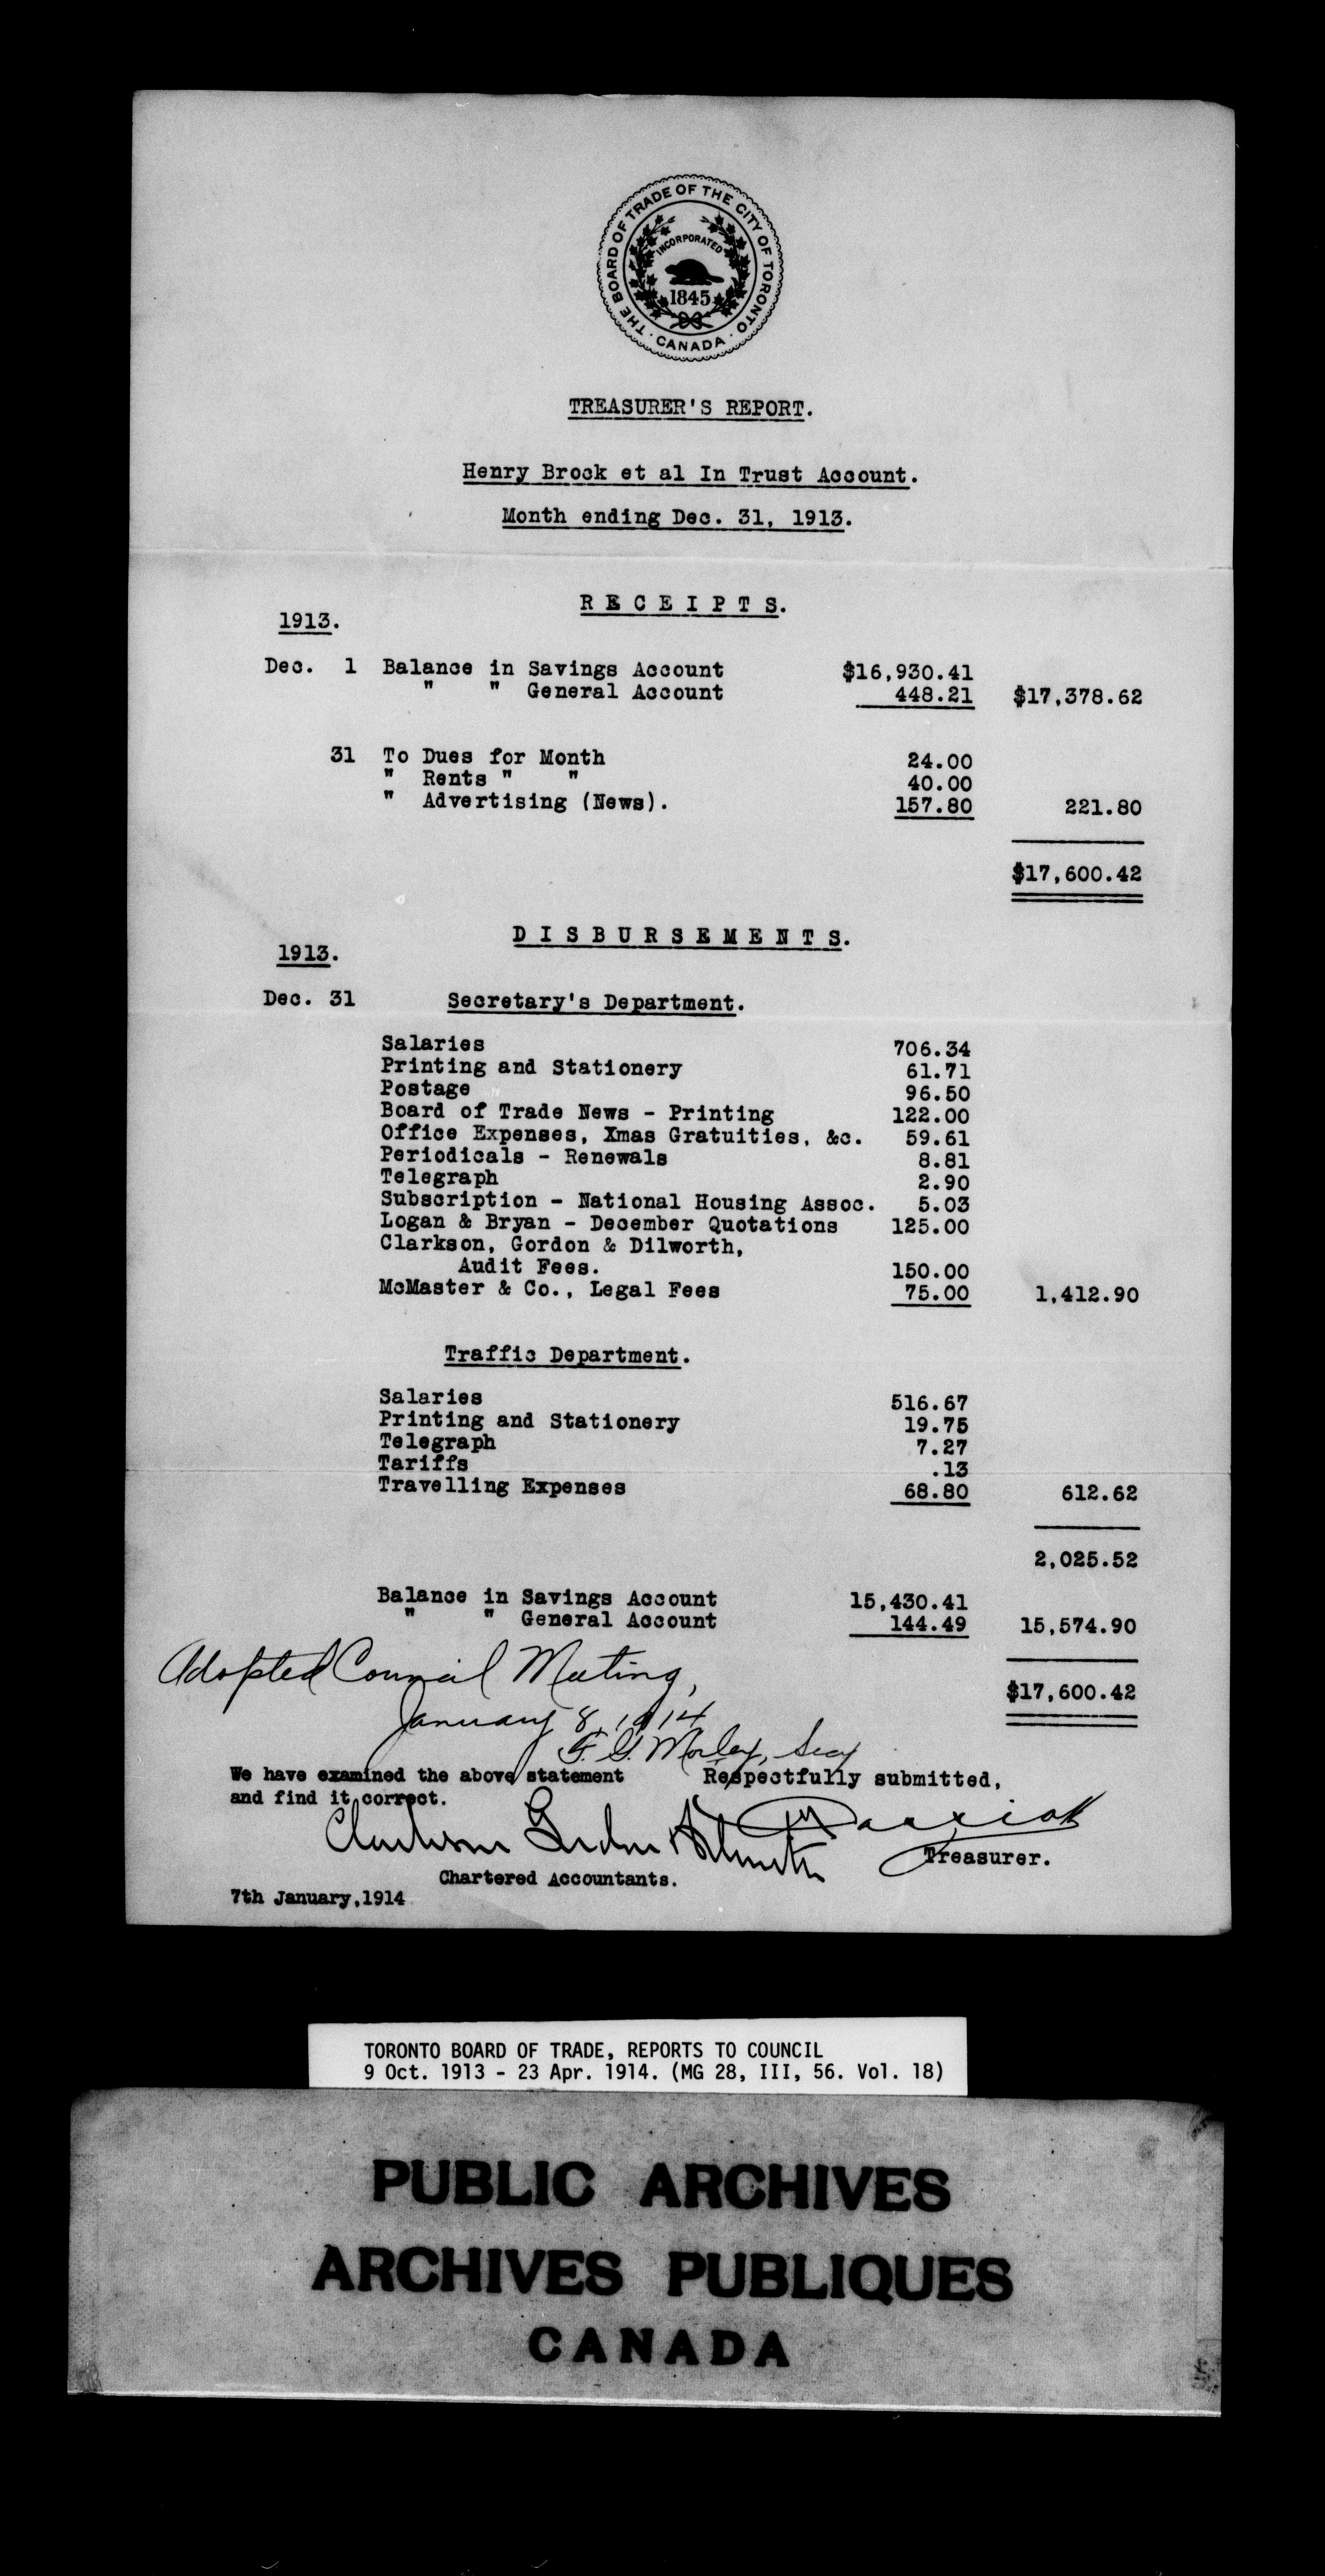 THE BOARD OF TRADE OF THE CITY OF TORONTO · CANADA ·
INCORPORATED
1845
TREASURER'S REPORT.
Henry Brock et al In Trust Account.
Month ending Dec. 31, 1913.
RECEIPTS.
1913.
Dec. 1 Balance in Savings Account $16,930.41
" " General Account 448.21 $17,378.62
31 To Dues for Month 24.00
" Rents " " 40.00
" Advertising (News). 157.80 221.80
$17,600.42
DISBURSEMENTS.
1913.
Dec. 31 Secretary's Department.
Salaries 706.34
Printing and Stationery 61.71
Postage 96.50
Board of Trade News - Printing 122.00
Office Expenses, Xmas Gratuities, &c. 59.61
Periodicals - Renewals 8.81
Telegraph 2.90
Subscription - National Housing Assoc. 5.03
Logan & Bryan - December Quotations 125.00
Clarkson, Gordon & Dilworth,
Audit Fees. 150.00
McMaster & Co., Legal Fees 75.00 1,412.90
Traffic Department.
Salaries 516.67
Printing and Stationery 19.75
Telegraph 7.27
Tariffs .13
Travelling Expenses 68.80 612.62
2,025.52
Balance in Savings Account 15,430.41
" " General Account 144.49 15,574.90
$17,600.42
Adopted Council Meeting,
January 8, 1914
F. G. Morley, Secy
We have examined the above statement
and find it correct.
Respectfully submitted,
Clarkson Gordon & Dilworth
Treasurer.
Chartered Accountants.
7th January,1914
TORONTO BOARD OF TRADE, REPORTS TO COUNCIL
9 Oct. 1913 - 23 Apr. 1914. (MG 28, III, 56. Vol. 18)
PUBLIC ARCHIVES
ARCHIVES PUBLIQUES
CANADA